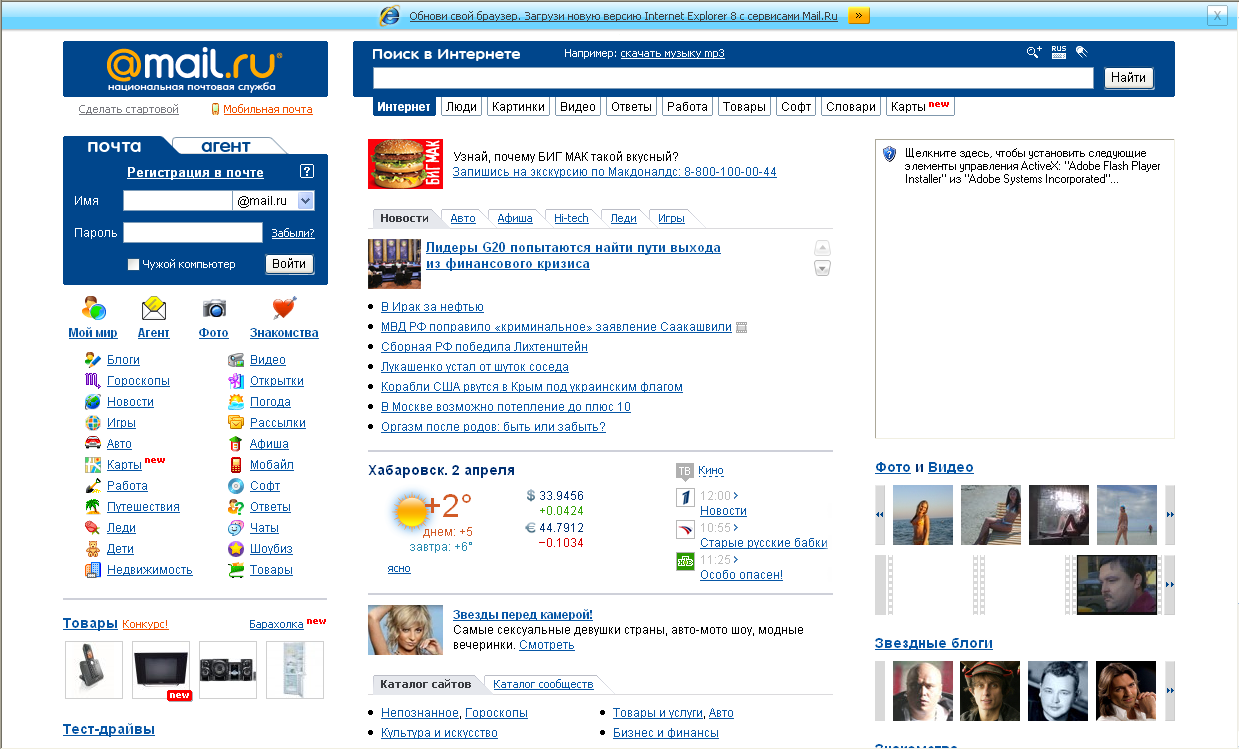 Обнови свой браузер. Загрузи новую версию Internet Explorer 8 с сервисами Mail.Ru »
X
@mail.ru®
национальная почтовая служба
Сделать стартовой Мобильная почта
Поиск в Интернете Например: скачать музыку mp3 RUS
Найти
Интернет Люди Картинки Видео Ответы Работа Товары Софт Словари Карты new
почта агент
Регистрация в почте ?
Имя @mail.ru
Пароль Забыли?
Чужой компьютер Войти
Мой мир Агент Фото Знакомства
Блоги Видео
Гороскопы Открытки
Новости Погода
Игры Рассылки
Авто Афиша
Карты new Мобайл
Работа Софт
Путешествия Ответы
Леди Чаты
Дети Шоубиз
Недвижимость Товары
Товары Конкурс! Барахолка new
new
Тест-драйвы
БИГ МАК
Узнай, почему БИГ МАК такой вкусный?
Запишись на экскурсию по Макдоналдс: 8-800-100-00-44
Новости Авто Афиша Hi-tech Леди Игры
Лидеры G20 попытаются найти пути выхода
из финансового кризиса
В Ирак за нефтью
МВД РФ поправило «криминальное» заявление Саакашвили
Сборная РФ победила Лихтенштейн
Лукашенко устал от шуток соседа
Корабли США рвутся в Крым под украинским флагом
В Москве возможно потепление до плюс 10
Оргазм после родов: быть или забыть?
Хабаровск. 2 апреля
+2°
днем: +5
завтра: +6°
ясно
$ 33.9456
+0.0424
€ 44.7912
−0.1034
ТВ Кино
1 12:00
Новости
10:55
Старые русские бабки
НТВ 11:25
Особо опасен!
Звезды перед камерой!
Самые сексуальные девушки страны, авто-мото шоу, модные
вечеринки. Смотреть
Каталог сайтов Каталог сообществ
Непознанное, Гороскопы Товары и услуги, Авто
Культура и искусство Бизнес и финансы
Щелкните здесь, чтобы установить следующие
элементы управления ActiveX: "Adobe Flash Player
Installer" из "Adobe Systems Incorporated"...
Фото и Видео
Звездные блоги
Знакомства